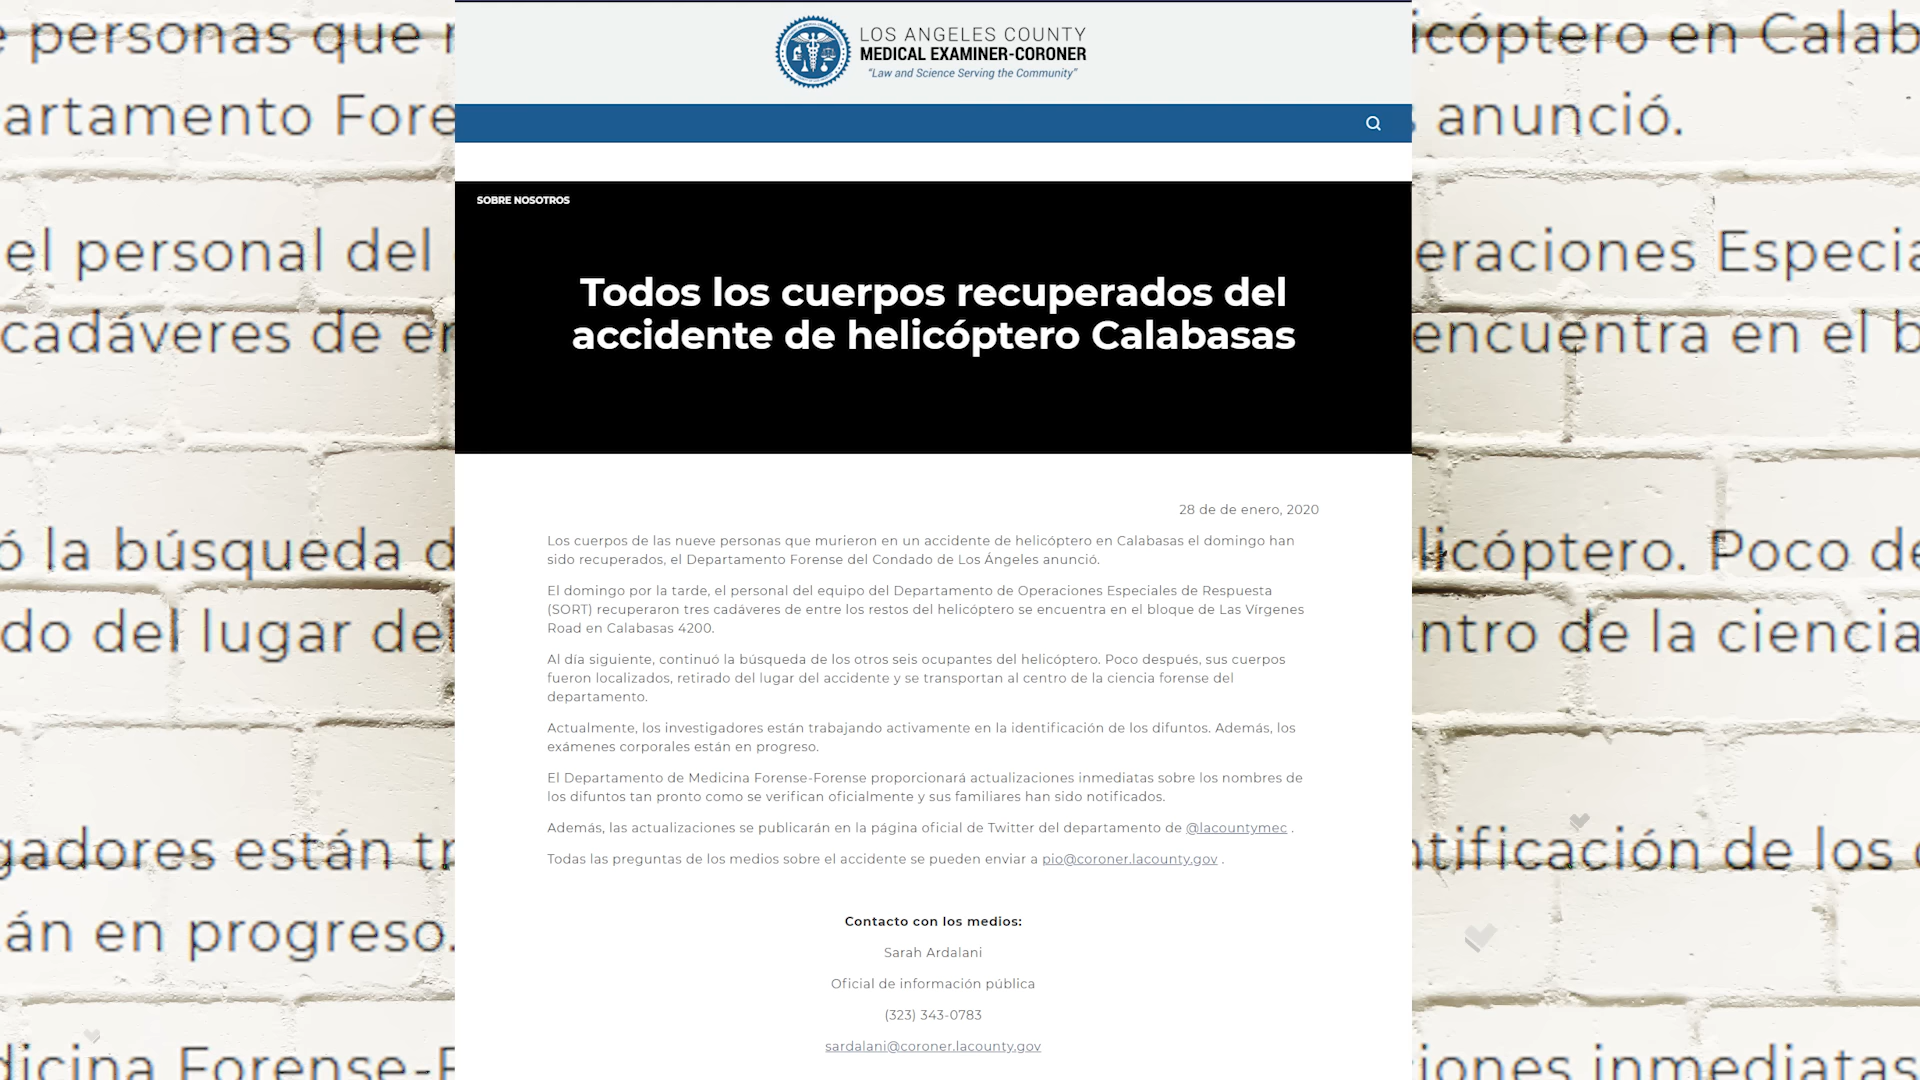 LOS ANGELES COUNTY
MEDICAL EXAMINER-CORONER
"Law and Science Serving the Community"
SOBRE NOSOTROS
Todos los cuerpos recuperados del
accidente de helicóptero Calabasas
28 de de enero, 2020
Los cuerpos de las nueve personas que murieron en un accidente de helicóptero en Calabasas el domingo han
sido recuperados, el Departamento Forense del Condado de Los Ángeles anunció.
El domingo por la tarde, el personal del equipo del Departamento de Operaciones Especiales de Respuesta
(SORT) recuperaron tres cadáveres de entre los restos del helicóptero se encuentra en el bloque de Las Vírgenes
Road en Calabasas 4200.
Al día siguiente, continuó la búsqueda de los otros seis ocupantes del helicóptero. Poco después, sus cuerpos
fueron localizados, retirado del lugar del accidente y se transportan al centro de la ciencia forense del
departamento.
Actualmente, los investigadores están trabajando activamente en la identificación de los difuntos. Además, los
exámenes corporales están en progreso.
El Departamento de Medicina Forense-Forense proporcionará actualizaciones inmediatas sobre los nombres de
los difuntos tan pronto como se verifican oficialmente y sus familiares han sido notificados.
Además, las actualizaciones se publicarán en la página oficial de Twitter del departamento de @lacountymec .
Todas las preguntas de los medios sobre el accidente se pueden enviar a pio@coroner.lacounty.gov .
Contacto con los medios:
Sarah Ardalani
Oficial de información pública
(323) 343-0783
sardalani@coroner.lacounty.gov
personas que
icóptero en Calab
artamento Fore
anunció.
el personal del
eraciones Especia
cadáveres de en
encuentra en el b
ó la búsqueda d
licóptero. Poco de
do del lugar del
ntro de la ciencia
gadores están tr
ntificación de los
án en progreso.
dicina Forense-F
iones inmediatas